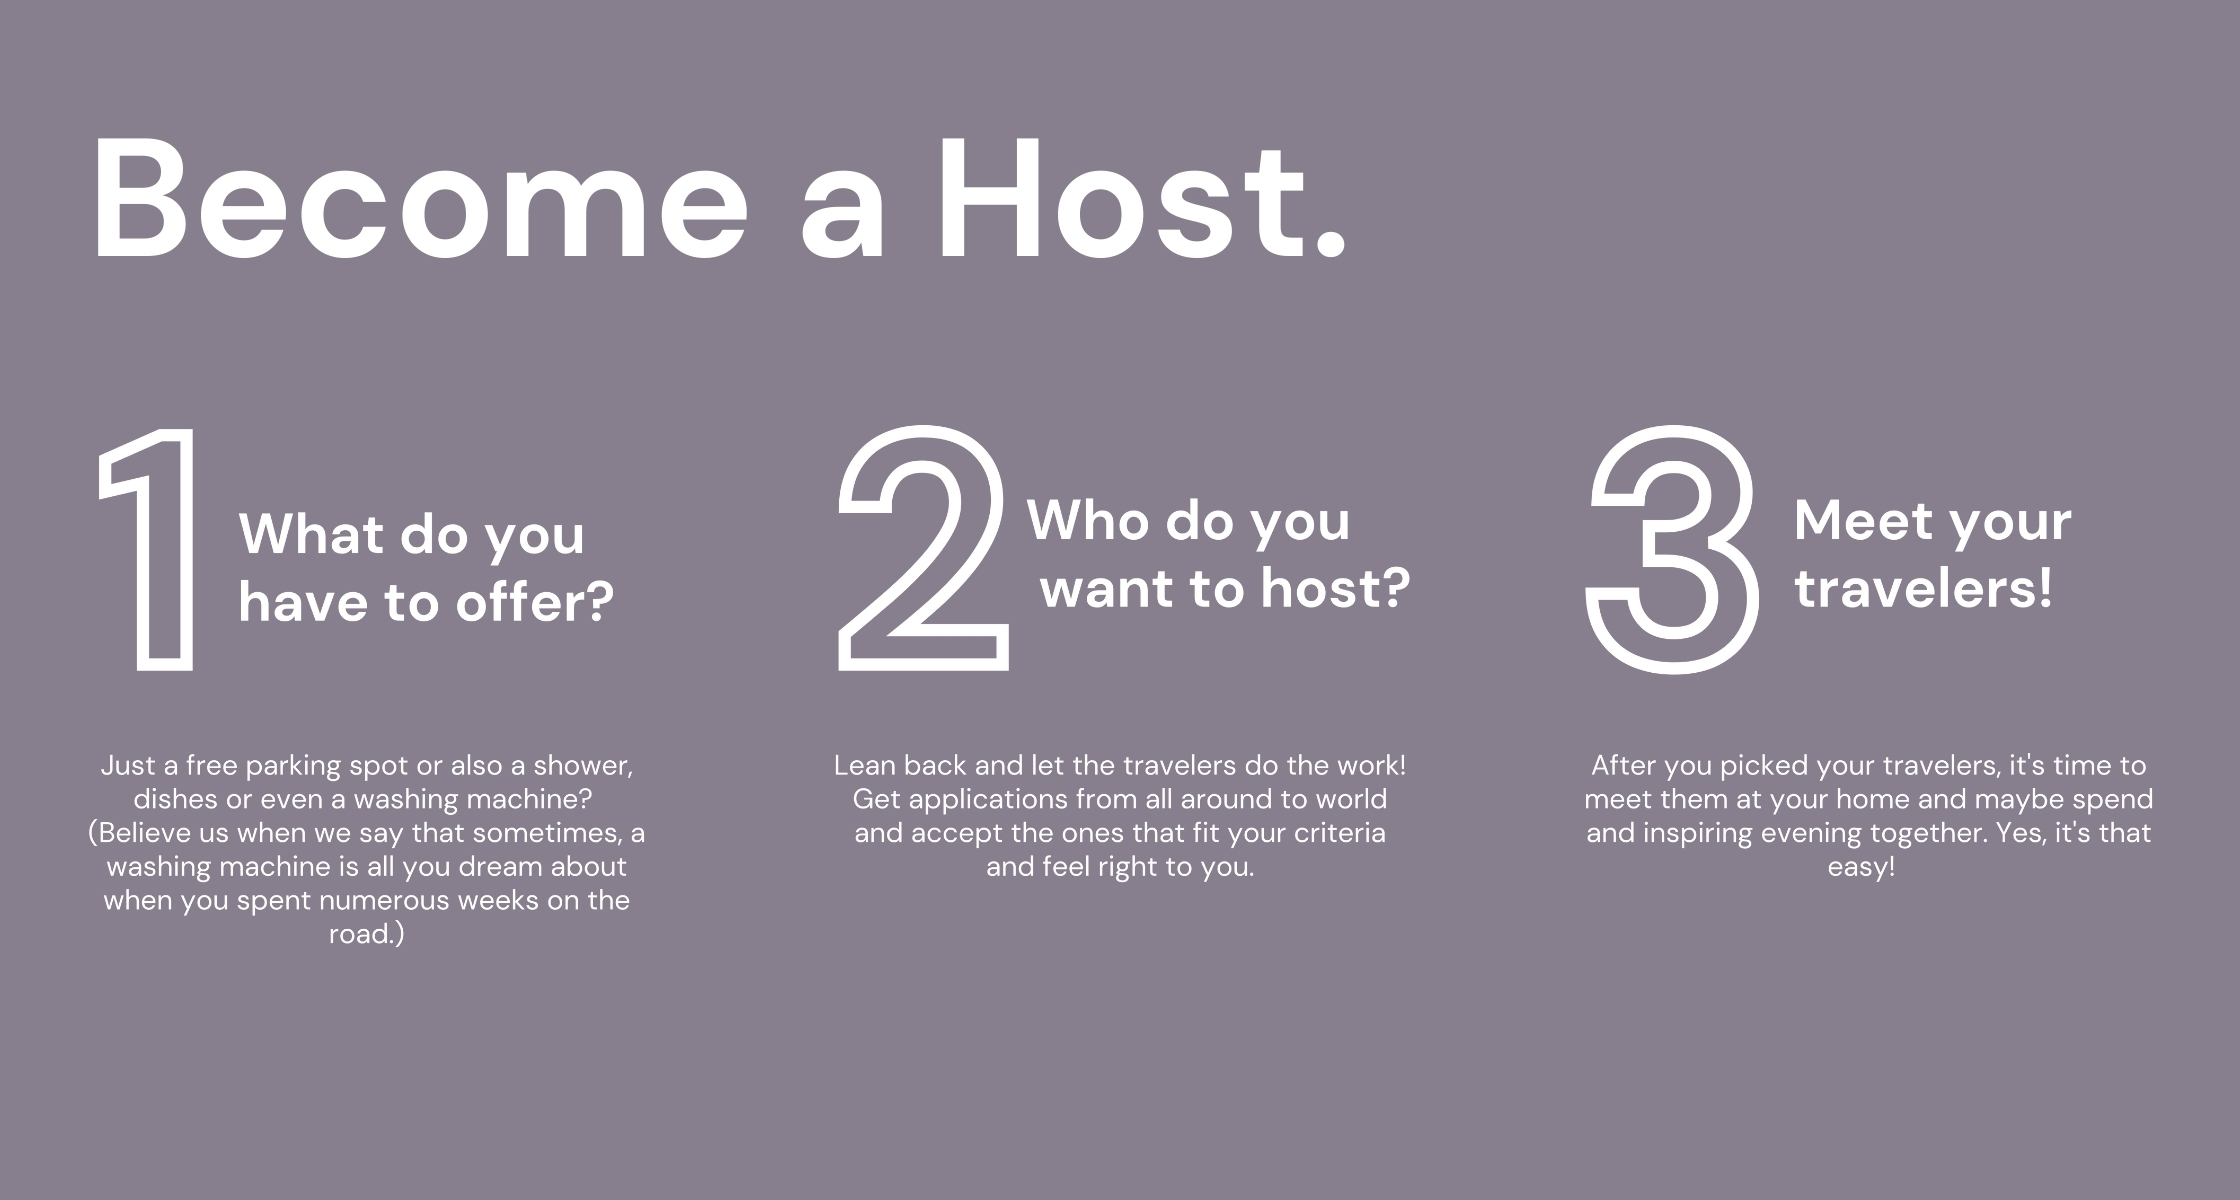 Become a Host.
1
What do you
have to offer?
Just a free parking spot or also a shower,
dishes or even a washing machine?
(Believe us when we say that sometimes, a
washing machine is all you dream about
when you spent numerous weeks on the
road.)
2
Who do you
want to host?
Lean back and let the travelers do the work!
Get applications from all around to world
and accept the ones that fit your criteria
and feel right to you.
3
Meet your
travelers!
After you picked your travelers, it's time to
meet them at your home and maybe spend
and inspiring evening together. Yes, it's that
easy!